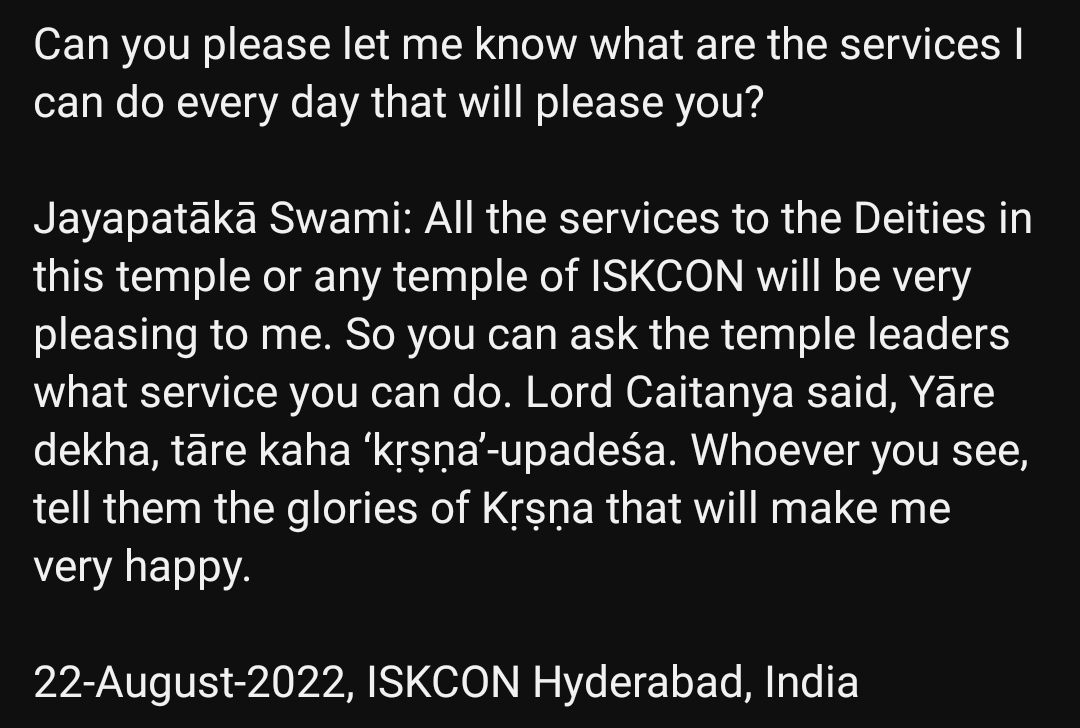 Can you please let me know what are the services I
can do every day that will please you?
Jayapatākā Swami: All the services to the Deities in
this temple or any temple of ISKCON will be very
pleasing to me. So you can ask the temple leaders
what service you can do. Lord Caitanya said, Yāre
dekha, tāre kaha ‘kṛṣṇa’-upadeśa. Whoever you see,
tell them the glories of Kṛṣṇa that will make me
very happy.
22-August-2022, ISKCON Hyderabad, India